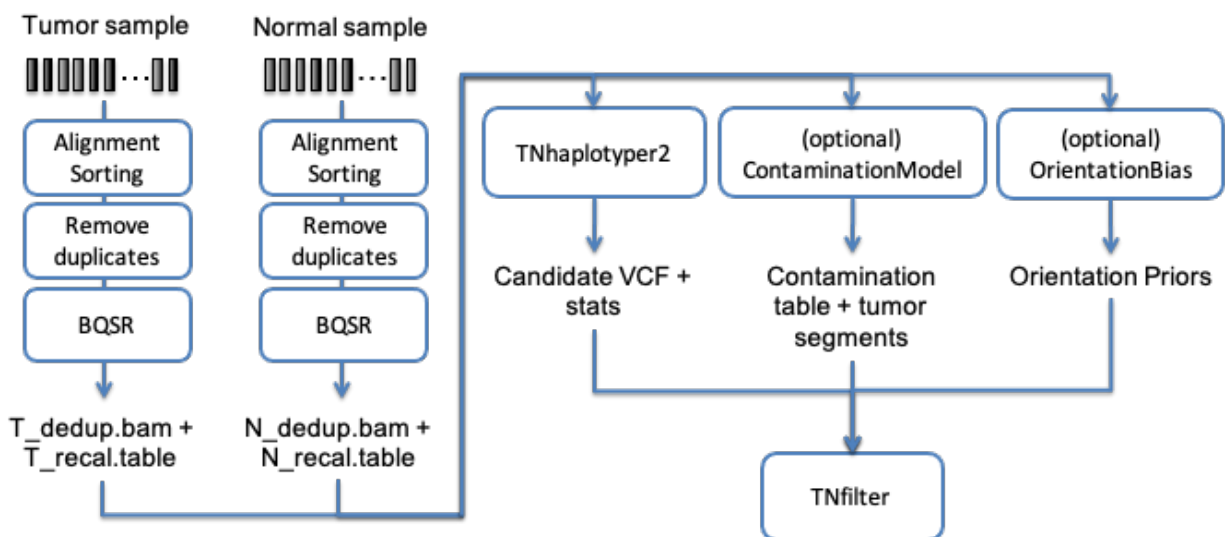 Tumor sample
Normal sample
Alignment
Sorting
Remove
duplicates
BQSR
T_dedup.bam +
T_recal.table
Alignment
Sorting
Remove
duplicates
BQSR
N_dedup.bam +
N_recal.table
TNhaplotyper2
Candidate VCF +
stats
(optional)
ContaminationModel
Contamination
table + tumor
segments
(optional)
OrientationBias
Orientation Priors
TNfilter